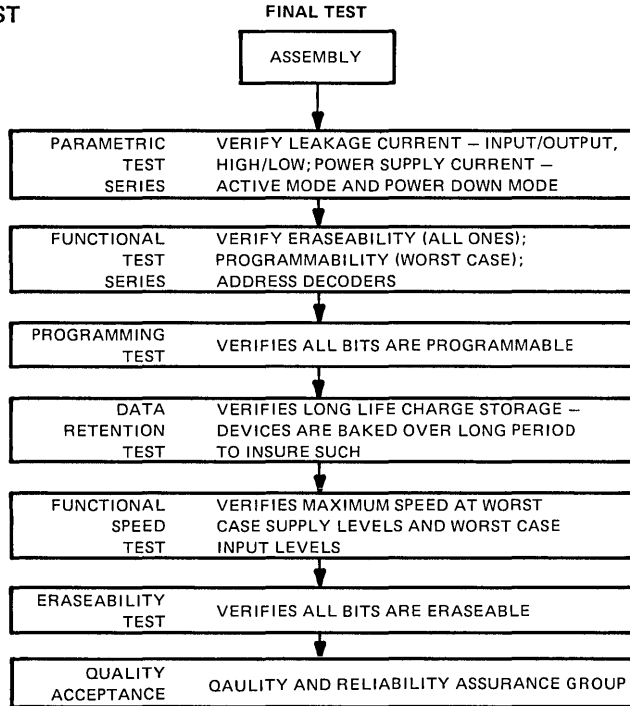 ST
FINAL TEST
ASSEMBLY
PARAMETRIC TEST SERIES
VERIFY LEAKAGE CURRENT – INPUT/OUTPUT,
HIGH/LOW; POWER SUPPLY CURRENT –
ACTIVE MODE AND POWER DOWN MODE
FUNCTIONAL TEST SERIES
VERIFY ERASEABILITY (ALL ONES);
PROGRAMMABILITY (WORST CASE);
ADDRESS DECODERS
PROGRAMMING TEST
VERIFIES ALL BITS ARE PROGRAMMABLE
DATA RETENTION TEST
VERIFIES LONG LIFE CHARGE STORAGE –
DEVICES ARE BAKED OVER LONG PERIOD
TO INSURE SUCH
FUNCTIONAL SPEED TEST
VERIFIES MAXIMUM SPEED AT WORST
CASE SUPPLY LEVELS AND WORST CASE
INPUT LEVELS
ERASEABILITY TEST
VERIFIES ALL BITS ARE ERASEABLE
QUALITY ACCEPTANCE
QAULITY AND RELIABILITY ASSURANCE GROUP